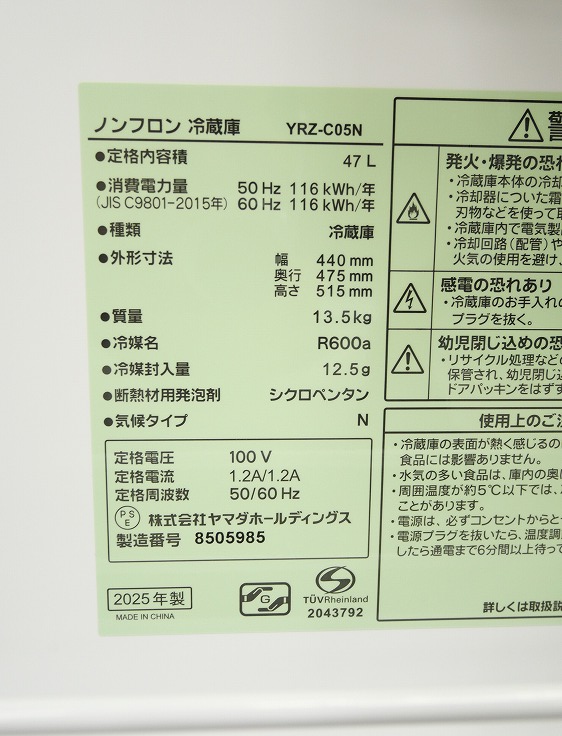 ノンフロン 冷蔵庫 YRZ-C05N
●定格内容積 47 L
●消費電力量 50 Hz 116 kWh/年
(JIS C9801-2015年) 60 Hz 116 kWh/年
●種類 冷蔵庫
●外形寸法 幅 440 mm
奥行 475 mm
高さ 515 mm
●質量 13.5kg
●冷媒名 R600a
●冷媒封入量 12.5g
●断熱材用発泡剤 シクロペンタン
●気候タイプ N
定格電圧 100 V
定格電流 1.2A/1.2A
定格周波数 50/60 Hz
PSE 株式会社ヤマダホールディングス
製造番号 8505985
2025年製
MADE IN CHINA
G
TÜVRheinland
2043792
警
発火・爆発の恐れ
・冷蔵庫本体の冷却
・冷却器についた霜
刃物などを使って取
・冷蔵庫内で電気製
・冷却回路(配管)や
火気の使用を避け、
感電の恐れあり
・冷蔵庫のお手入れの
プラグを抜く。
幼児閉じ込めの恐
・リサイクル処理などの
保管され、幼児閉じ込
ドアパッキンをはずす
使用上のご注
・冷蔵庫の表面が熱く感じるの
食品には影響ありません。
・水気の多い食品は、庫内の奥に
・周囲温度が約5℃以下では、
ことがあります。
・電源は、必ずコンセントからと
・電源プラグを抜いたら、温度調
したら通電まで6分間以上待って
詳しくは取扱説